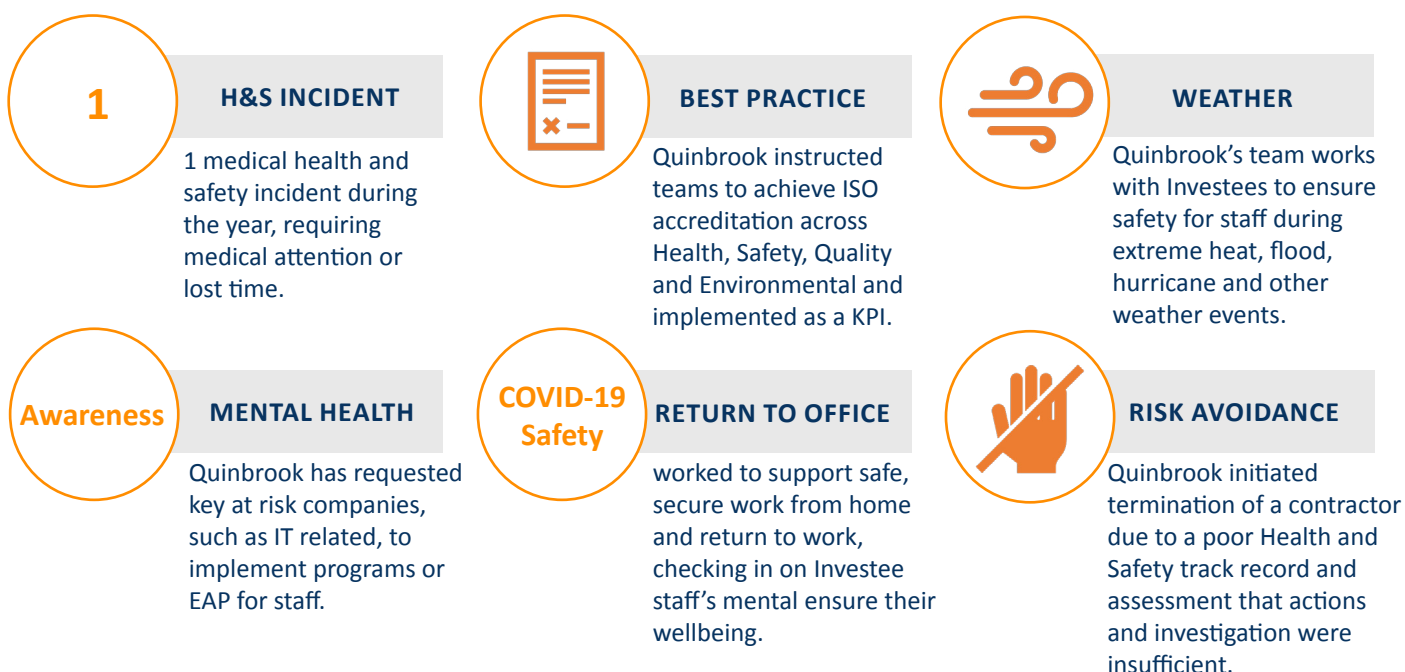 1
H&S INCIDENT
1 medical health and
safety incident during
the year, requiring
medical attention or
lost time.
BEST PRACTICE
Quinbrook instructed
teams to achieve ISO
accreditation across
Health, Safety, Quality
and Environmental and
implemented as a KPI.
WEATHER
Quinbrook’s team works
with Investees to ensure
safety for staff during
extreme heat, flood,
hurricane and other
weather events.
Awareness
MENTAL HEALTH
Quinbrook has requested
key at risk companies,
such as IT related, to
implement programs or
EAP for staff.
COVID-19
Safety
RETURN TO OFFICE
worked to support safe,
secure work from home
and return to work,
checking in on Investee
staff’s mental ensure their
wellbeing.
RISK AVOIDANCE
Quinbrook initiated
termination of a contractor
due to a poor Health and
Safety track record and
assessment that actions
and investigation were
insufficient.